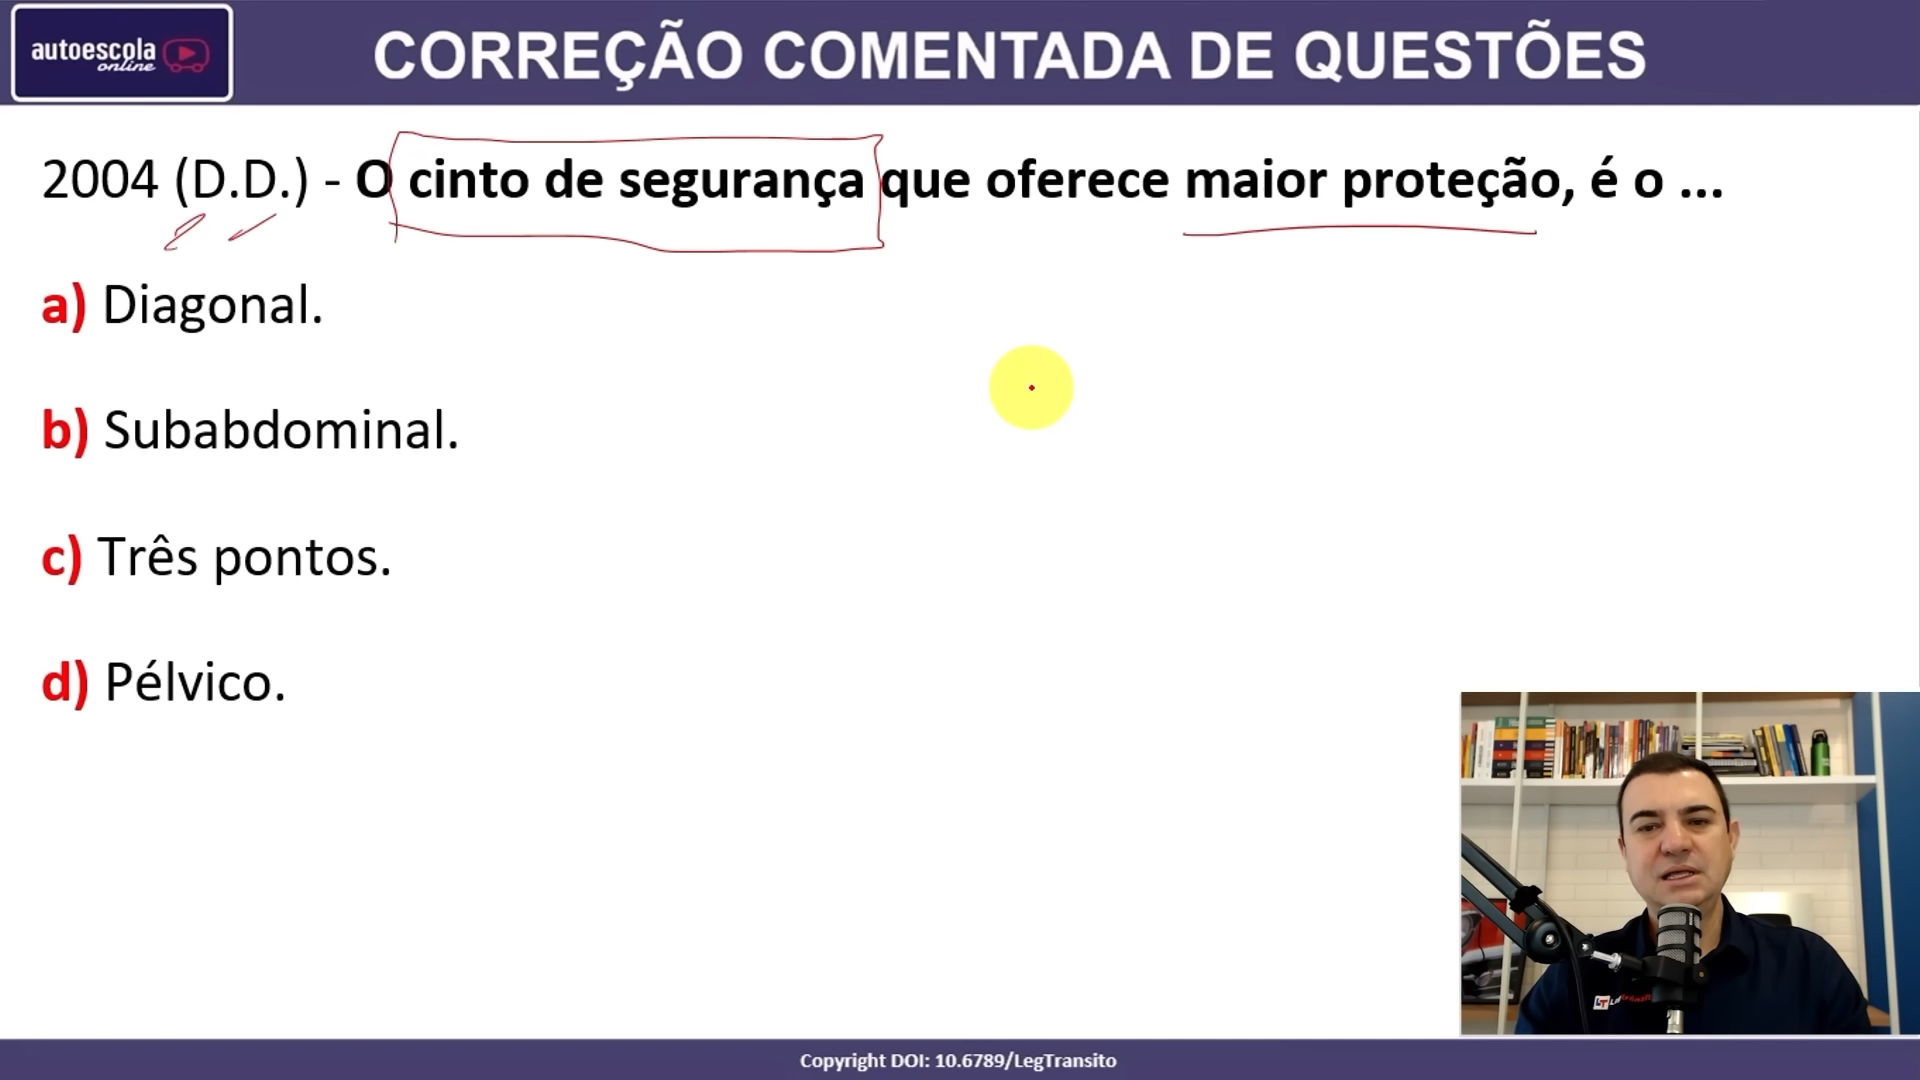 autoescola
online
CORREÇÃO COMENTADA DE QUESTÕES
2004 (D.D.) - O cinto de segurança que oferece maior proteção, é o ...
a) Diagonal.
b) Subabdominal.
c) Três pontos.
d) Pélvico.
LT
Copyright DOI: 10.6789/LegTransito